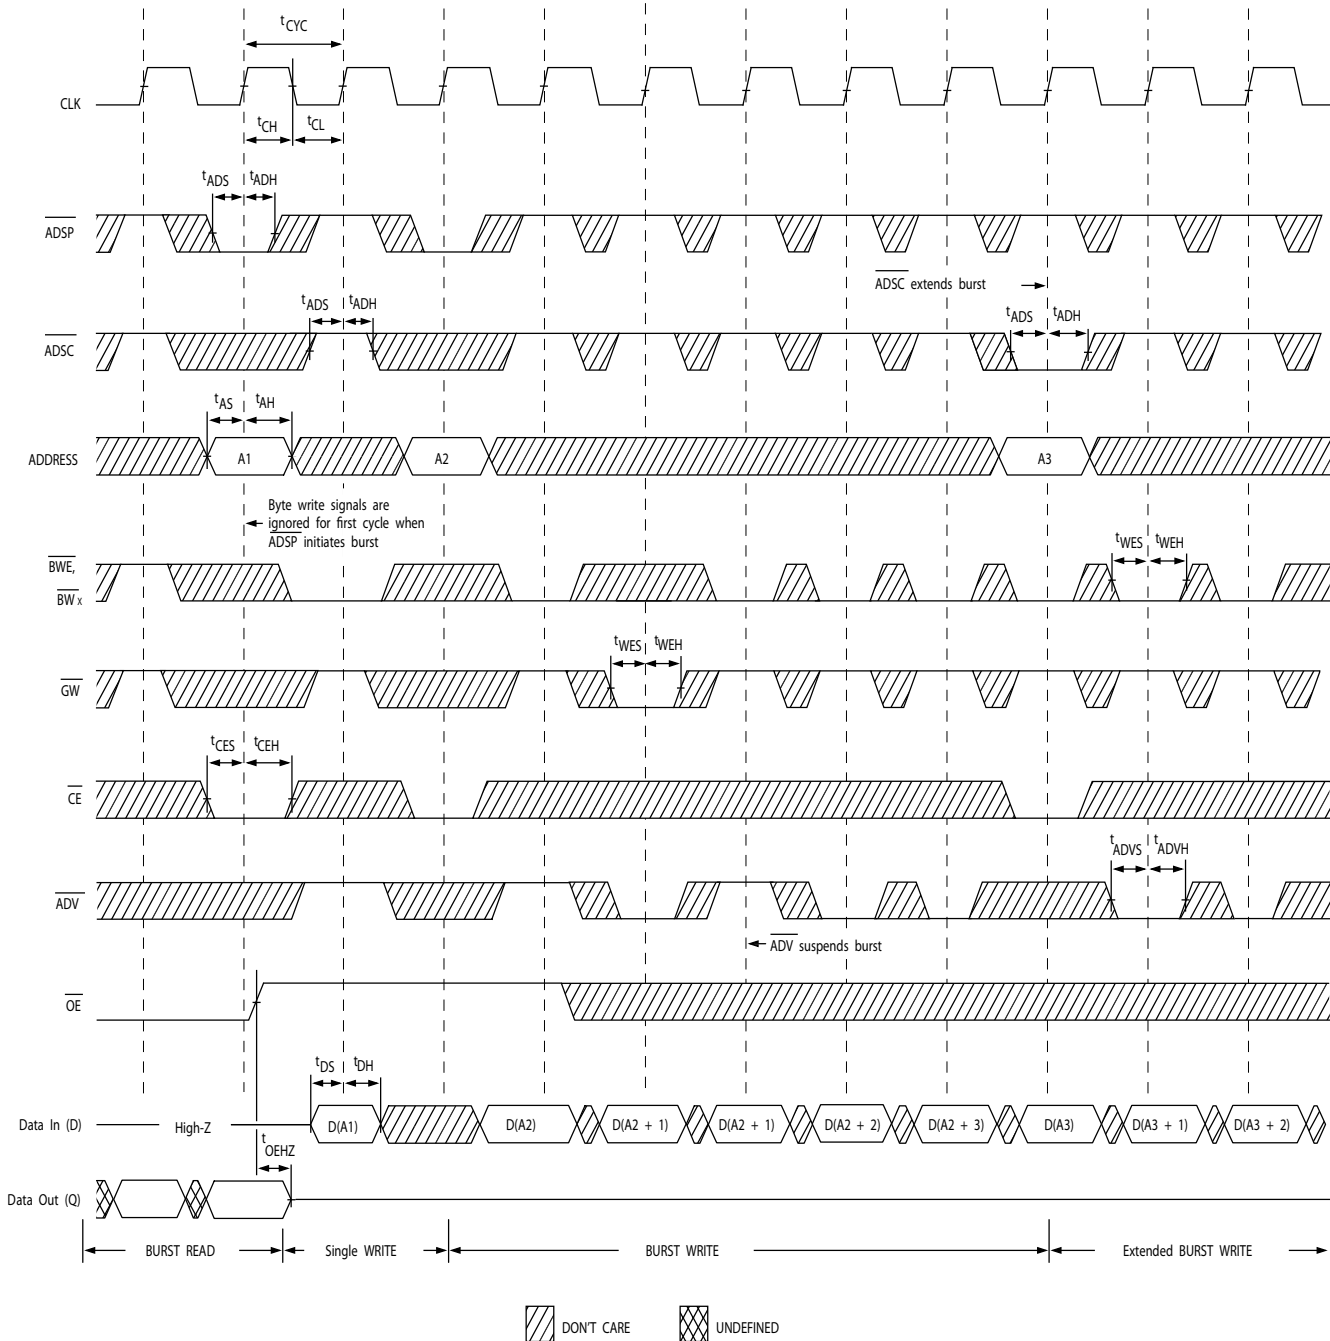 tCYC
CLK
tCH
tCL
tADS
tADH
ADSP
ADSC extends burst
tADS
tADH
tADS
tADH
ADSC
tAS
tAH
ADDRESS
A1
A2
A3
Byte write signals are
ignored for first cycle when
ADSP initiates burst
tWES
tWEH
BWE,
BWx
tWES
tWEH
GW
tCES
tCEH
CE
tADVS
tADVH
ADV
ADV suspends burst
OE
tDS
tDH
Data In (D)
High-Z
D(A1)
D(A2)
D(A2 + 1)
D(A2 + 1)
D(A2 + 2)
D(A2 + 3)
D(A3)
D(A3 + 1)
D(A3 + 2)
tOEHZ
Data Out (Q)
BURST READ
Single WRITE
BURST WRITE
Extended BURST WRITE
DON'T CARE
UNDEFINED